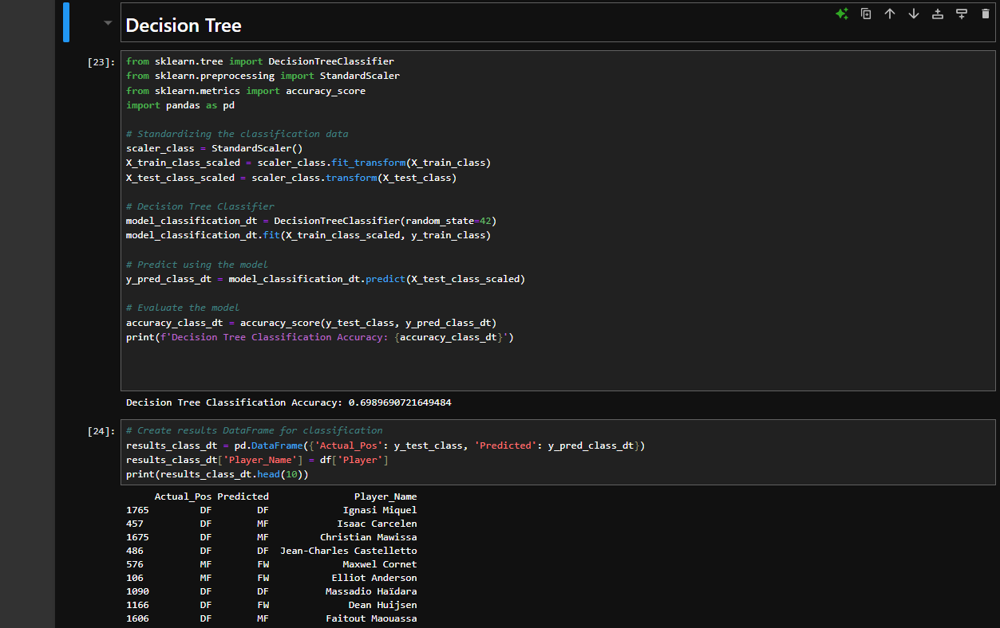 Decision Tree
[23]:
from sklearn.tree import DecisionTreeClassifier
from sklearn.preprocessing import StandardScaler
from sklearn.metrics import accuracy_score
import pandas as pd
# Standardizing the classification data
scaler_class = StandardScaler()
X_train_class_scaled = scaler_class.fit_transform(X_train_class)
X_test_class_scaled = scaler_class.transform(X_test_class)
# Decision Tree Classifier
model_classification_dt = DecisionTreeClassifier(random_state=42)
model_classification_dt.fit(X_train_class_scaled, y_train_class)
# Predict using the model
y_pred_class_dt = model_classification_dt.predict(X_test_class_scaled)
# Evaluate the model
accuracy_class_dt = accuracy_score(y_test_class, y_pred_class_dt)
print(f'Decision Tree Classification Accuracy: {accuracy_class_dt}')
Decision Tree Classification Accuracy: 0.6989690721649484
[24]:
# Create results DataFrame for classification
results_class_dt = pd.DataFrame({'Actual_Pos': y_test_class, 'Predicted': y_pred_class_dt})
results_class_dt['Player_Name'] = df['Player']
print(results_class_dt.head(10))
Actual_Pos Predicted Player_Name
1765 DF DF Ignasi Miquel
457 DF MF Isaac Carcelen
1675 DF MF Christian Mawissa
486 DF DF Jean-Charles Castelletto
576 MF FW Maxwel Cornet
106 MF FW Elliot Anderson
1090 DF DF Massadio Haïdara
1166 DF FW Dean Huijsen
1606 DF MF Faitout Maouassa